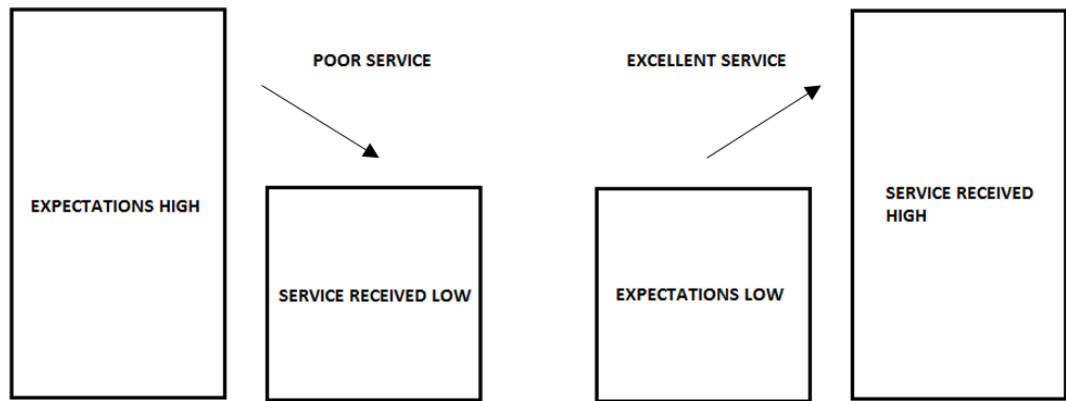 POOR SERVICE
EXCELLENT SERVICE
EXPECTATIONS HIGH
SERVICE RECEIVED LOW
EXPECTATIONS LOW
SERVICE RECEIVED
HIGH